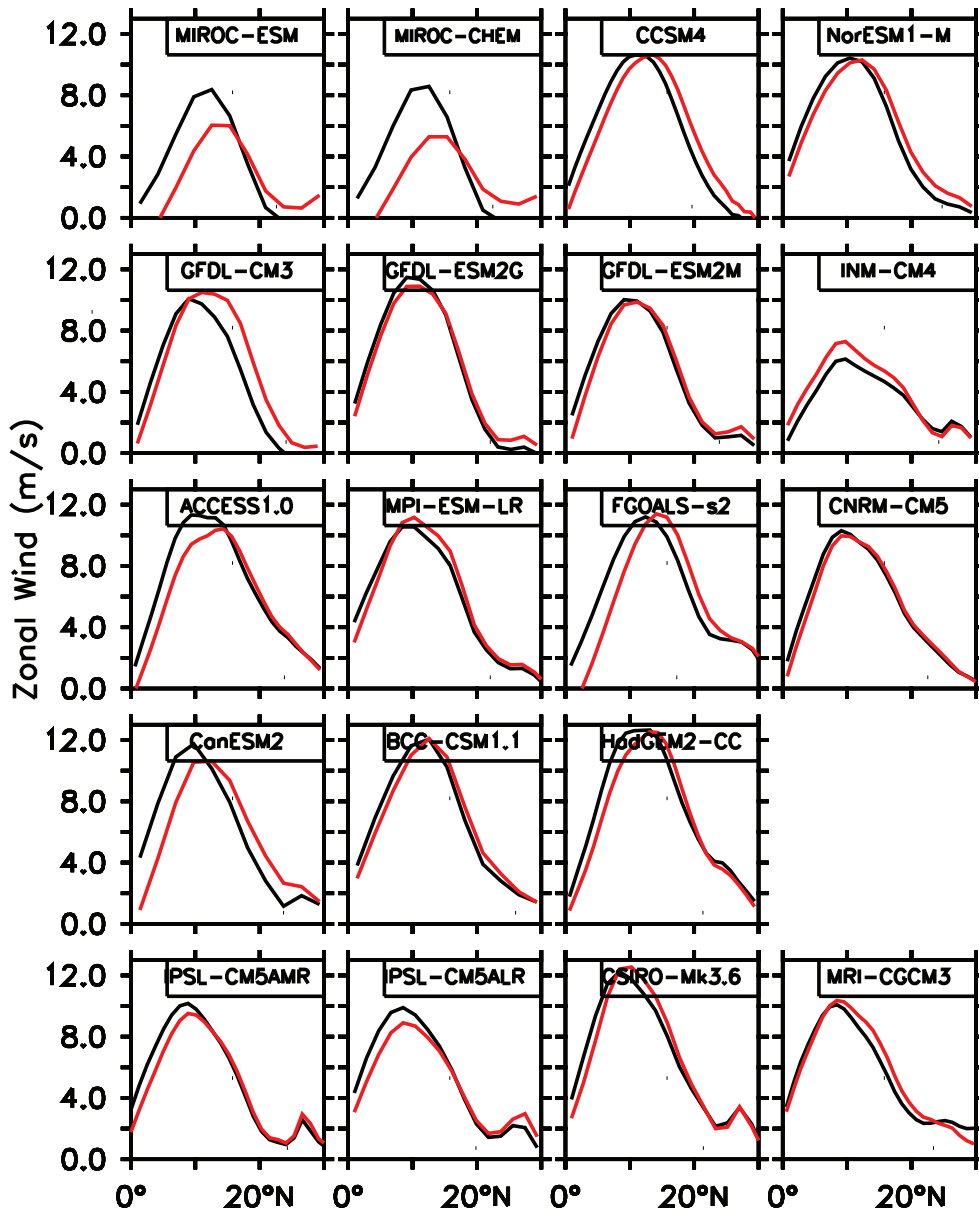 Zonal Wind (m/s)
12.0
8.0
4.0
0.0
MIROC-ESM
MIROC-CHEM
CCSM4
NorESM1-M
12.0
8.0
4.0
0.0
GFDL-CM3
GFDL-ESM2G
GFDL-ESM2M
INM-CM4
12.0
8.0
4.0
0.0
ACCESS1.0
MPI-ESM-LR
FGOALS-s2
CNRM-CM5
12.0
8.0
4.0
0.0
CanESM2
BCC-CSM1.1
HadGEM2-CC
12.0
8.0
4.0
0.0
IPSL-CM5AMR
IPSL-CM5ALR
CSIRO-Mk3.6
MRI-CGCM3
0° 20°N 0° 20°N 0° 20°N 0° 20°N